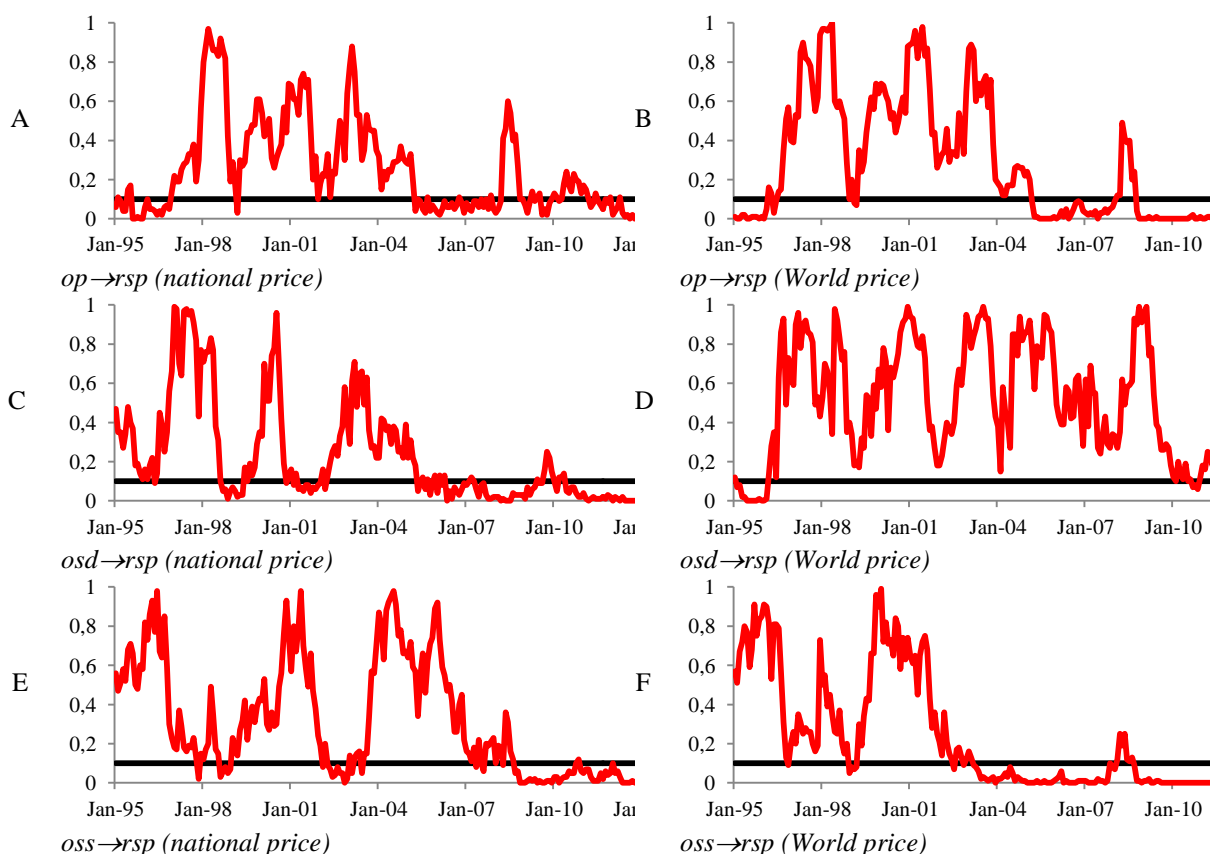 A
1
0,8
0,6
0,4
0,2
0
Jan-95 Jan-98 Jan-01 Jan-04 Jan-07 Jan-10 Jan
op→rsp (national price)
B
1
0,8
0,6
0,4
0,2
0
Jan-95 Jan-98 Jan-01 Jan-04 Jan-07 Jan-10
op→rsp (World price)
C
1
0,8
0,6
0,4
0,2
0
Jan-95 Jan-98 Jan-01 Jan-04 Jan-07 Jan-10 Jan
osd→rsp (national price)
D
1
0,8
0,6
0,4
0,2
0
Jan-95 Jan-98 Jan-01 Jan-04 Jan-07 Jan-10
osd→rsp (World price)
E
1
0,8
0,6
0,4
0,2
0
Jan-95 Jan-98 Jan-01 Jan-04 Jan-07 Jan-10 Jan
oss→rsp (national price)
F
1
0,8
0,6
0,4
0,2
0
Jan-95 Jan-98 Jan-01 Jan-04 Jan-07 Jan-10
oss→rsp (World price)